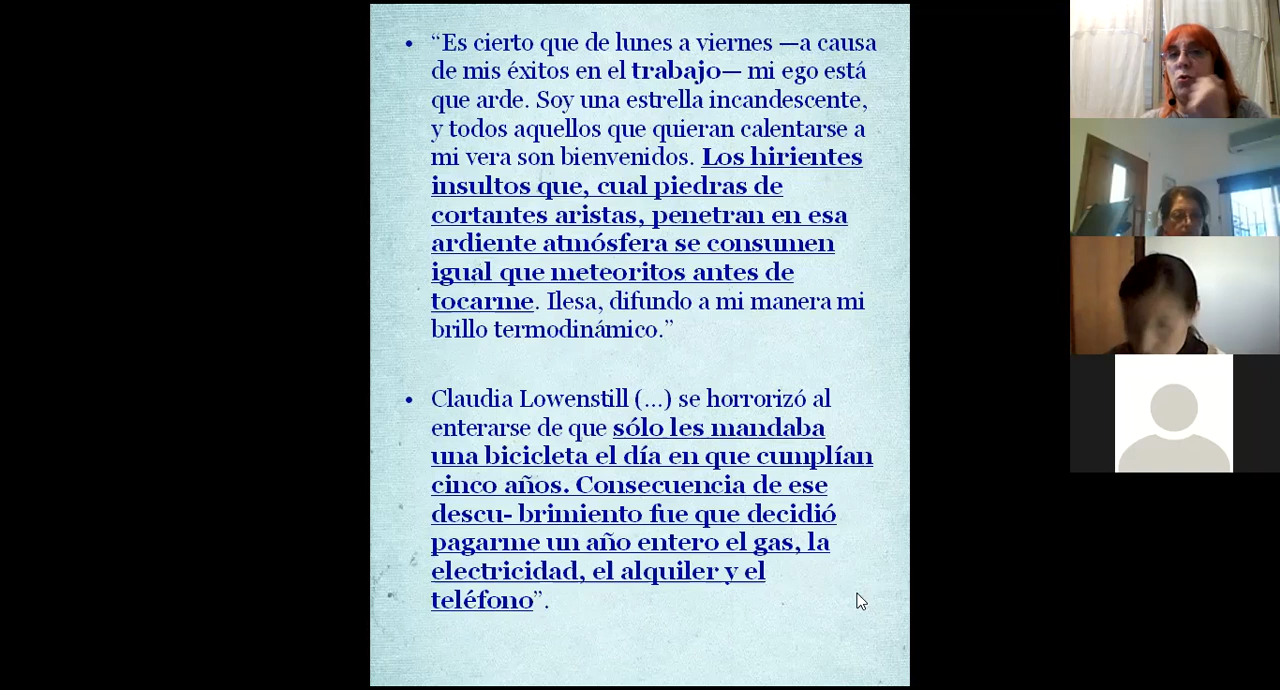 • “Es cierto que de lunes a viernes —a causa
de mis éxitos en el trabajo— mi ego está
que arde. Soy una estrella incandescente,
y todos aquellos que quieran calentarse a
mi vera son bienvenidos. Los hirientes
insultos que, cual piedras de
cortantes aristas, penetran en esa
ardiente atmósfera se consumen
igual que meteoritos antes de
tocarme. Ilesa, difundo a mi manera mi
brillo termodinámico.”
• Claudia Lowenstill (...) se horrorizó al
enterarse de que sólo les mandaba
una bicicleta el día en que cumplían
cinco años. Consecuencia de ese
descu- brimiento fue que decidió
pagarme un año entero el gas, la
electricidad, el alquiler y el
teléfono”.